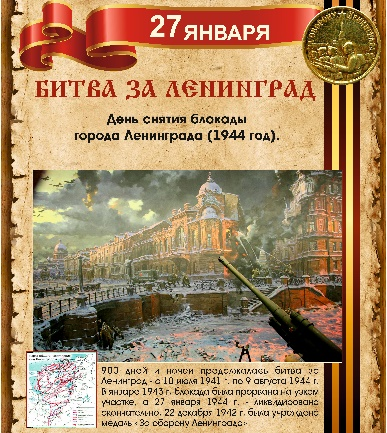 27 ЯНВАРЯ
БИТВА ЗА ЛЕНИНГРАД
День снятия блокады
города Ленинграда (1944 год).
900 дней и ночей продолжалась битва за
Ленинград - с 10 июля 1941 г. по 9 августа 1944 г.
В январе 1943 г. блокада была прорвана на узком
участке, а 27 января 1944 г. - ликвидирована
окончательно. 22 декабря 1942 г. была учреждена
медаль «За оборону Ленинграда»